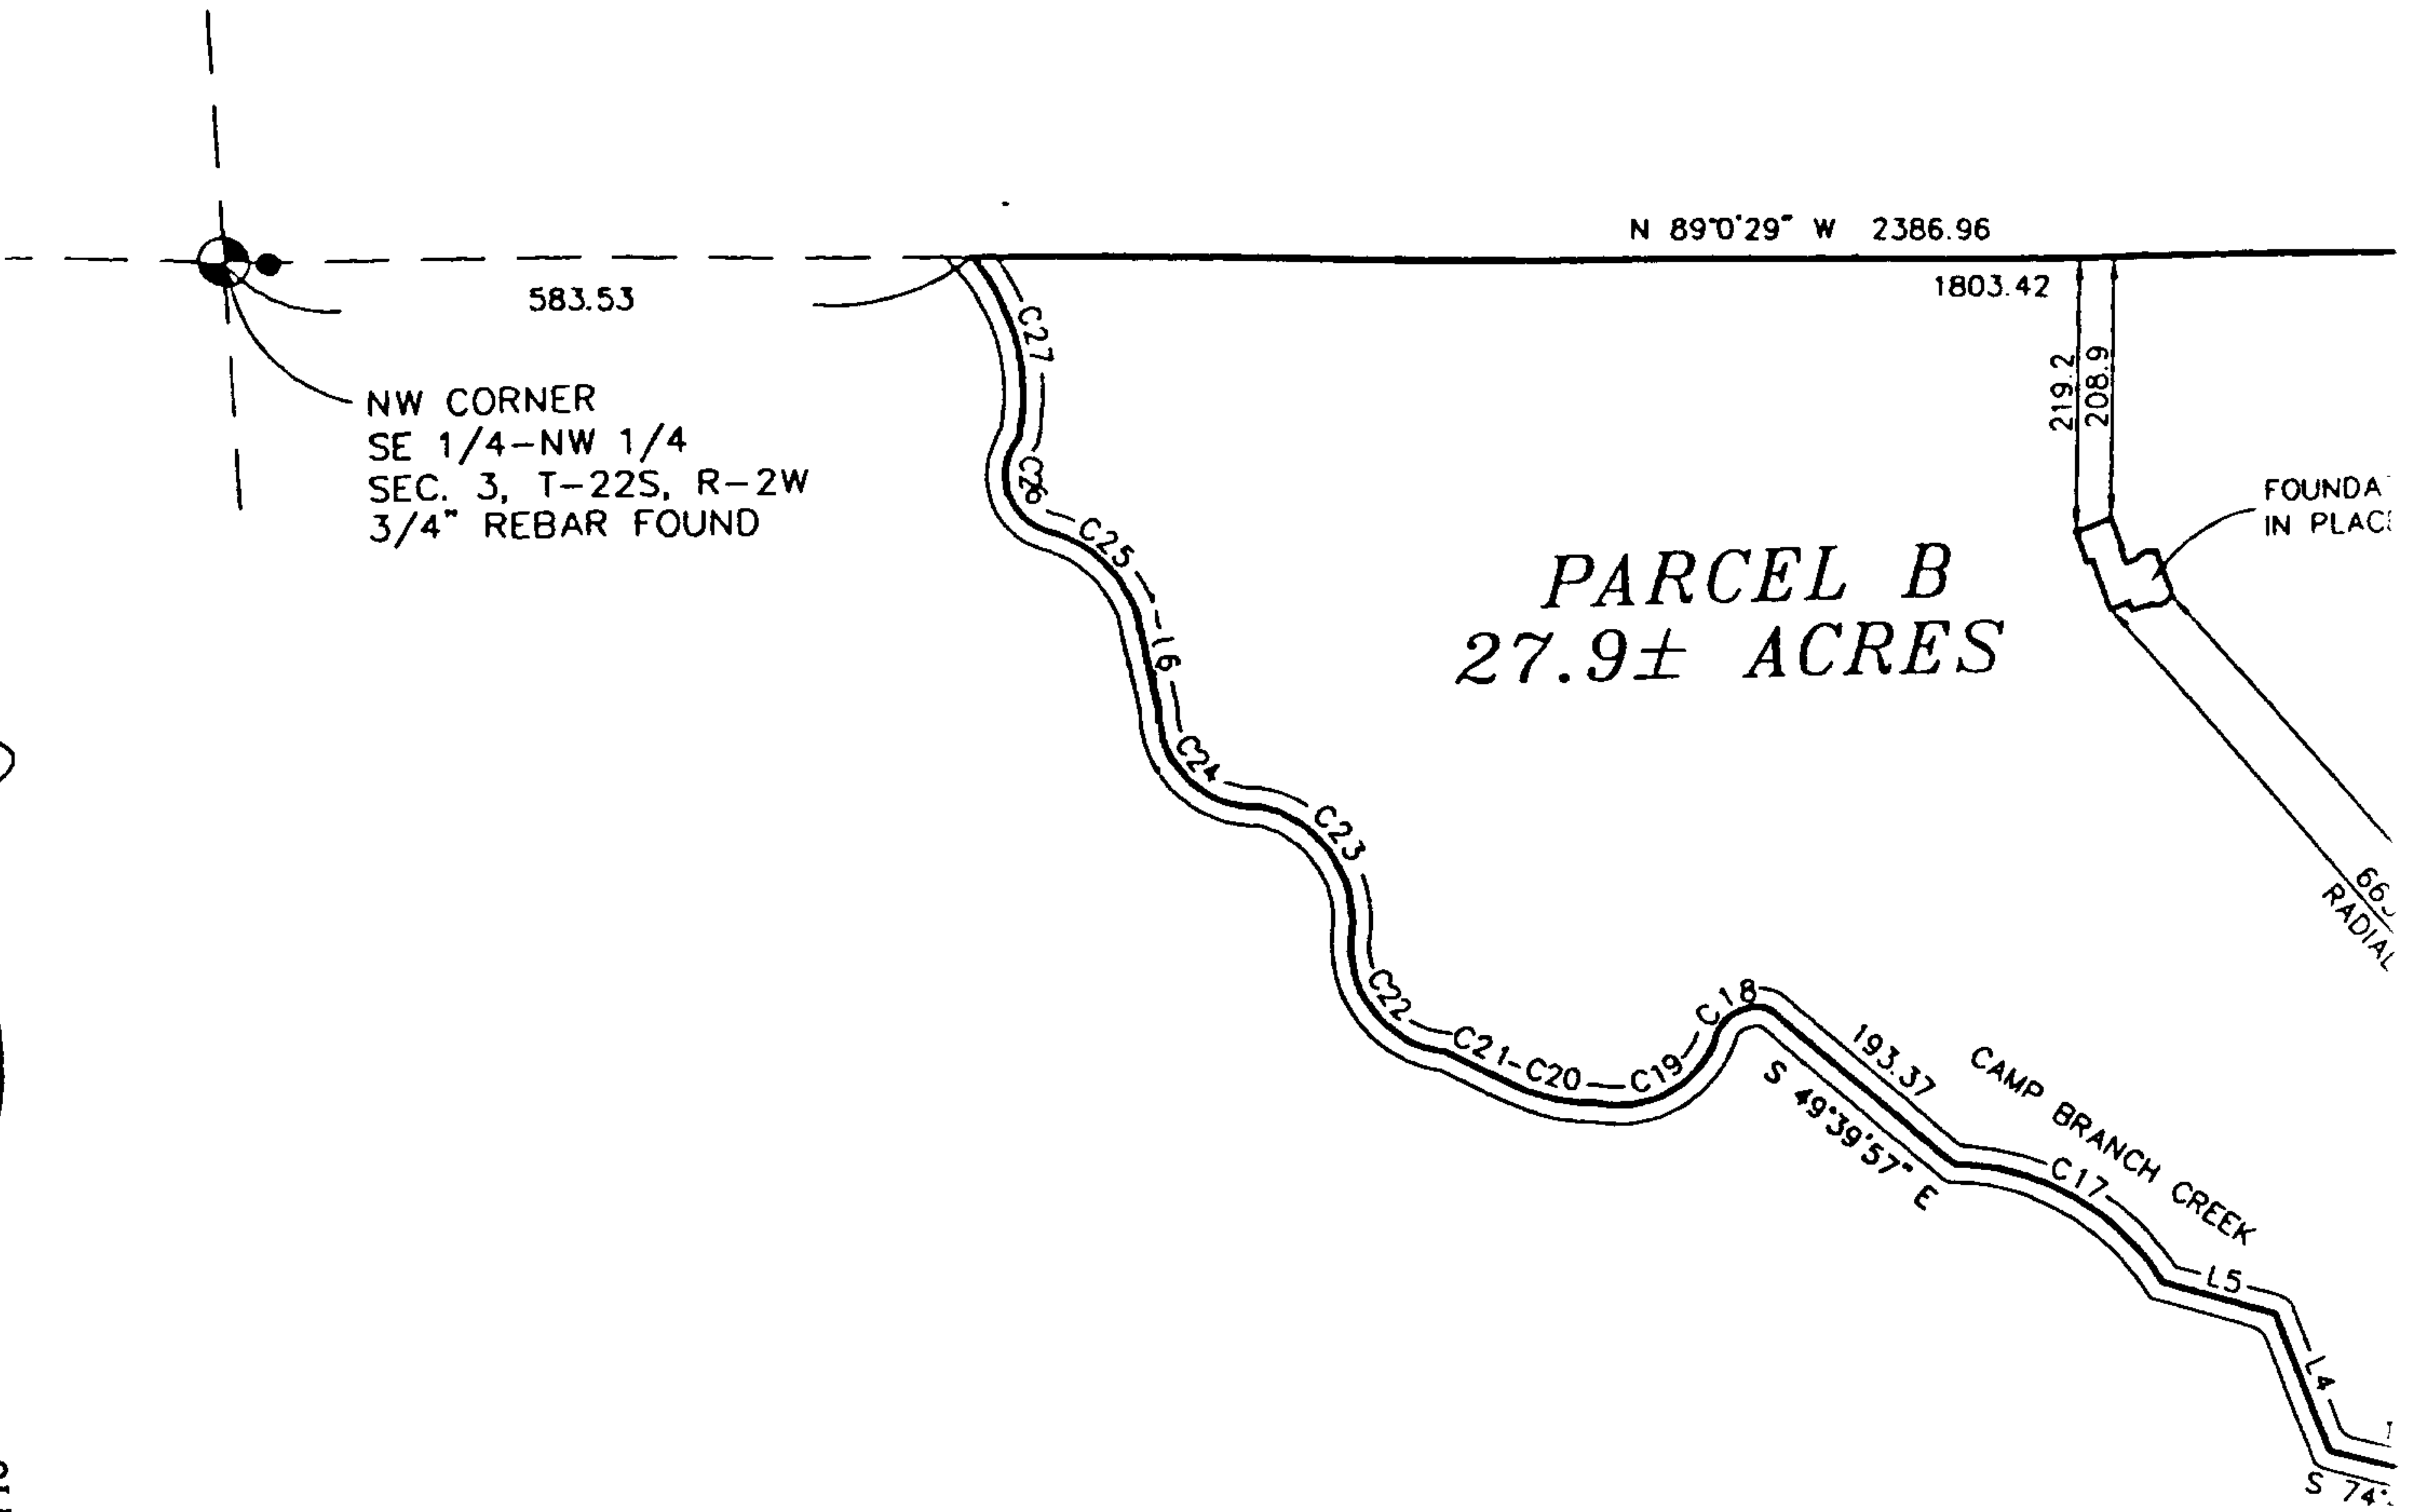 N 89°0'29" W 2386.96
583.53
1803.42
C27
219.2
208.9
NW CORNER
SE 1/4-NW 1/4
SEC. 3, T-22S, R-2W
3/4" REBAR FOUND
C26
C25
IN
PARCEL B
27.9± ACRES
L6
C24
C23
RADIAL
C22
C18
C21
C20
C19
193.37
S 49°39'57" E
CAMP BRANCH CREEK
C17
L5
L4
S 74°